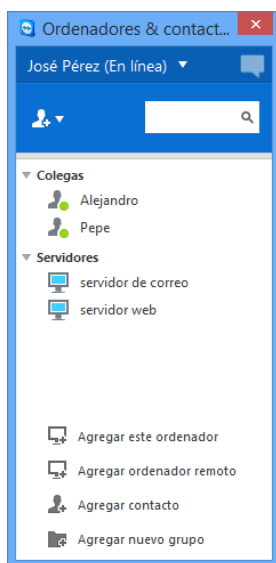 Ordenadores & contact...
José Pérez (En línea)
Colegas
Alejandro
Pepe
Servidores
servidor de correo
servidor web
Agregar este ordenador
Agregar ordenador remoto
Agregar contacto
Agregar nuevo grupo